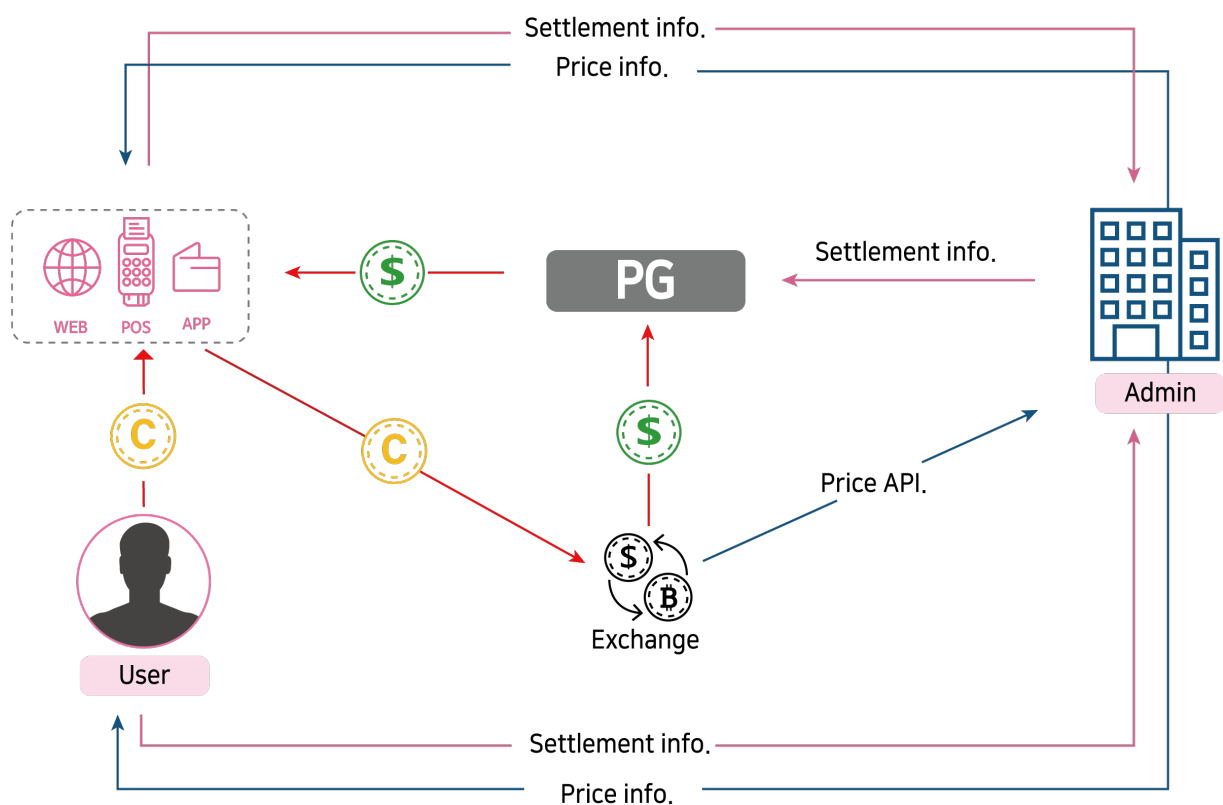 Settlement info.
Price info.
WEB
POS
APP
$
PG
Settlement info.
Admin
C
C
$
Price API.
$
B
Exchange
User
Settlement info.
Price info.